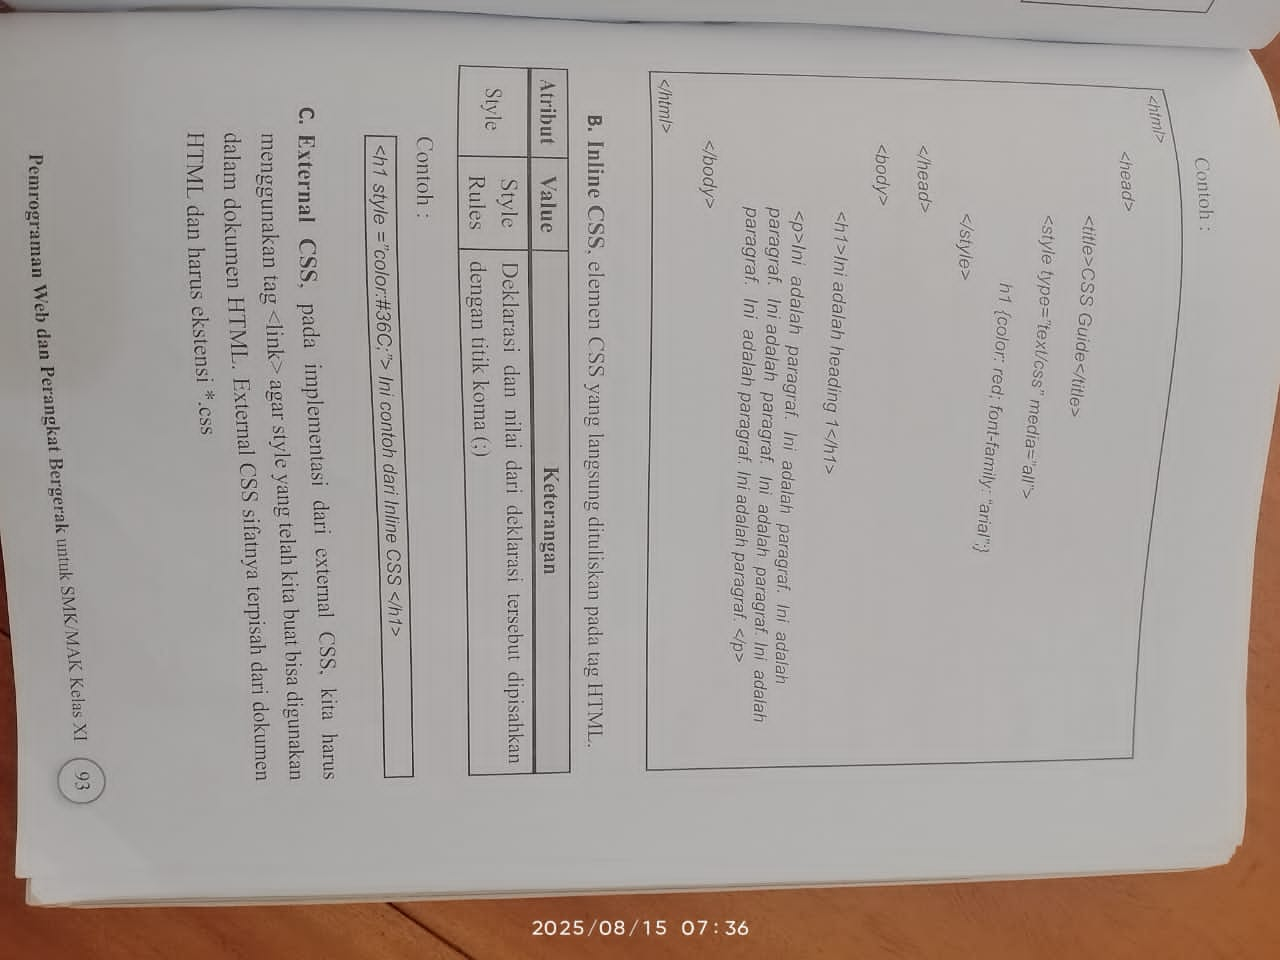 Contoh :
<html>
<head>
<title>CSS Guide</title>
<style type="text/css" media="all">
h1 {color: red; font-family: "arial";}
</style>
</head>
<body>
<h1>Ini adalah heading 1</h1>
<p>Ini adalah paragraf. Ini adalah paragraf. Ini adalah
paragraf. Ini adalah paragraf. Ini adalah paragraf. Ini adalah
paragraf. Ini adalah paragraf. Ini adalah paragraf. </p>
</body>
</html>
B. Inline CSS, elemen CSS yang langsung dituliskan pada tag HTML.
Atribut Value Keterangan
Style Style Deklarasi dan nilai dari deklarasi tersebut dipisahkan
Rules dengan titik koma (;)
Contoh :
<h1 style ="color:#36C;"> Ini contoh dari Inline CSS </h1>
C. External CSS, pada implementasi dari external CSS, kita harus
menggunakan tag <link> agar style yang telah kita buat bisa digunakan
dalam dokumen HTML. External CSS sifatnya terpisah dari dokumen
HTML dan harus ekstensi *.css
Pemrograman Web dan Perangkat Bergerak untuk SMK/MAK Kelas XI 93
2025/08/15 07:36